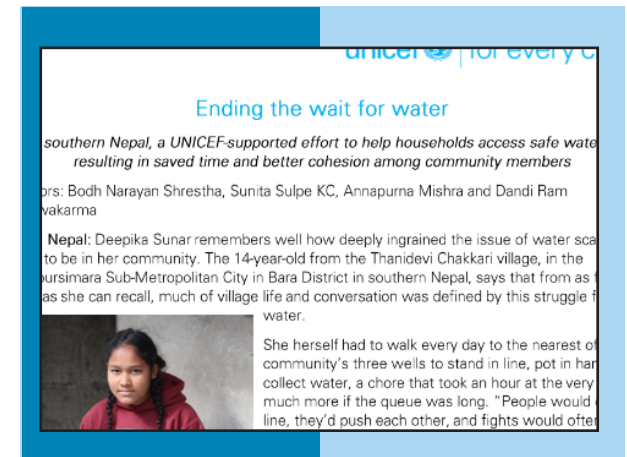 unicef for every c
Ending the wait for water
southern Nepal, a UNICEF-supported effort to help households access safe wate
resulting in saved time and better cohesion among community members
ors: Bodh Narayan Shrestha, Sunita Sulpe KC, Annapurna Mishra and Dandi Ram
vakarma
Nepal: Deepika Sunar remembers well how deeply ingrained the issue of water sca
to be in her community. The 14-year-old from the Thanidevi Chakkari village, in the
oursimara Sub-Metropolitan City in Bara District in southern Nepal, says that from as f
as she can recall, much of village life and conversation was defined by this struggle f
water.
She herself had to walk every day to the nearest of
community’s three wells to stand in line, pot in han
collect water, a chore that took an hour at the very
much more if the queue was long. “People would
line, they’d push each other, and fights would ofter